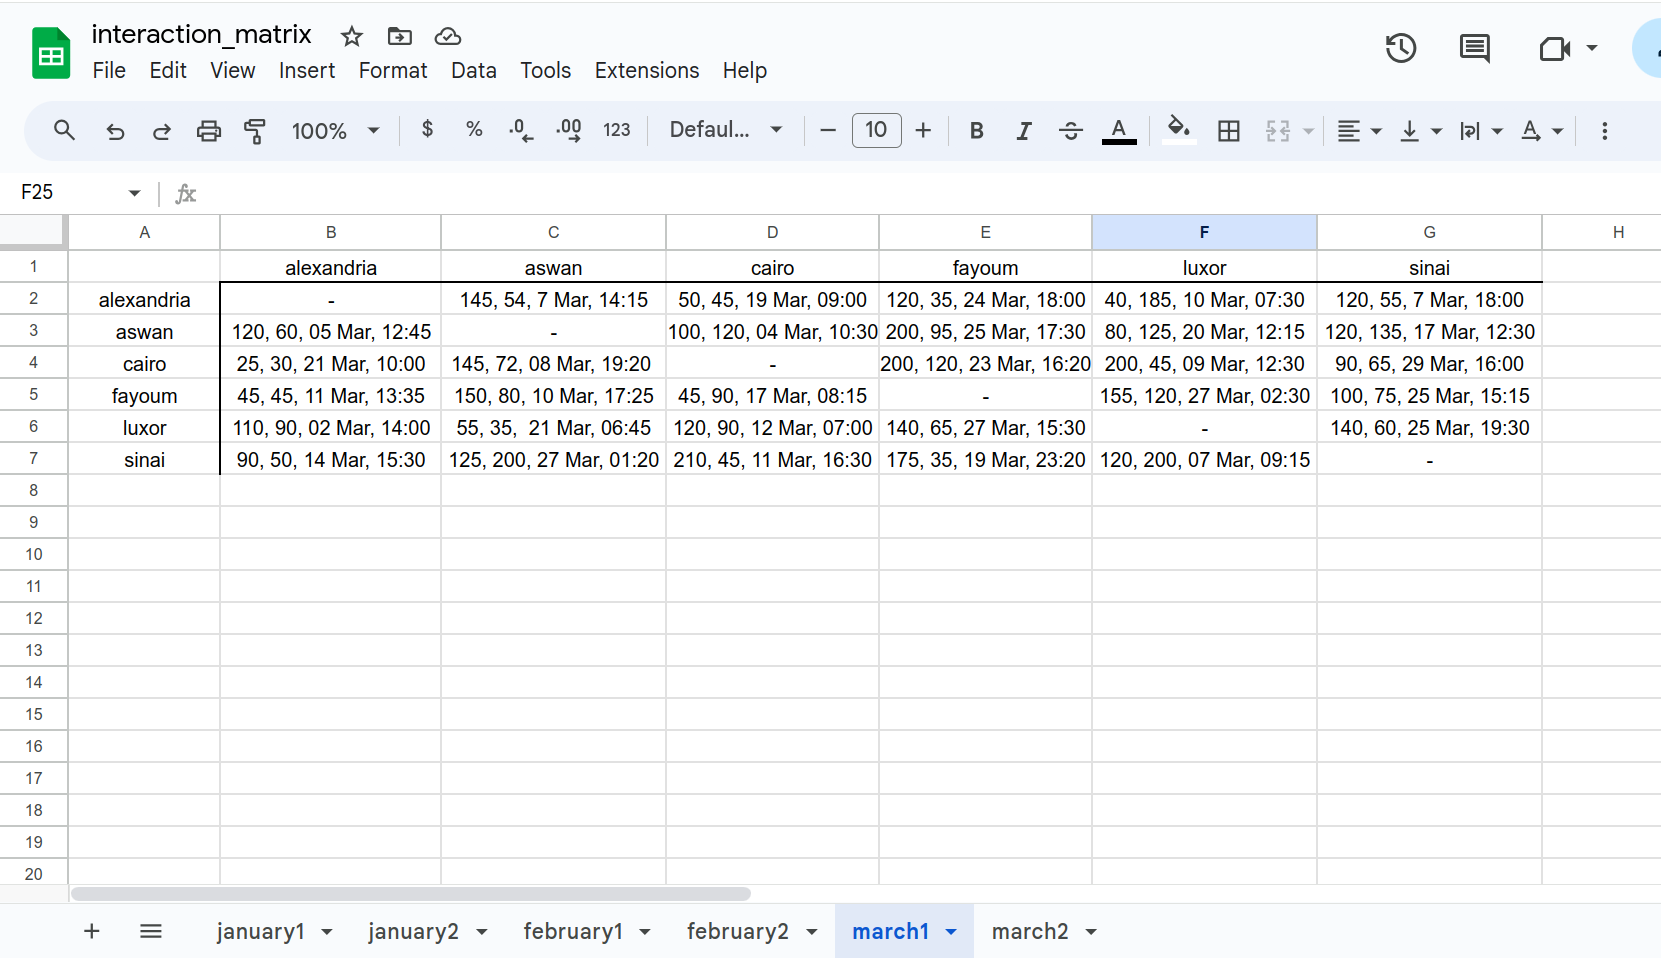 interaction_matrix
File Edit View Insert Format Data Tools Extensions Help
100% $ % .0 .00 123 Defaul... − 10 + B I S A A
F25 fx
A B C D E F G H
1 alexandria aswan cairo fayoum luxor sinai
2 alexandria - 145, 54, 7 Mar, 14:15 50, 45, 19 Mar, 09:00 120, 35, 24 Mar, 18:00 40, 185, 10 Mar, 07:30 120, 55, 7 Mar, 18:00
3 aswan 120, 60, 05 Mar, 12:45 - 100, 120, 04 Mar, 10:30 200, 95, 25 Mar, 17:30 80, 125, 20 Mar, 12:15 120, 135, 17 Mar, 12:30
4 cairo 25, 30, 21 Mar, 10:00 145, 72, 08 Mar, 19:20 - 200, 120, 23 Mar, 16:20 200, 45, 09 Mar, 12:30 90, 65, 29 Mar, 16:00
5 fayoum 45, 45, 11 Mar, 13:35 150, 80, 10 Mar, 17:25 45, 90, 17 Mar, 08:15 - 155, 120, 27 Mar, 02:30 100, 75, 25 Mar, 15:15
6 luxor 110, 90, 02 Mar, 14:00 55, 35,  21 Mar, 06:45 120, 90, 12 Mar, 07:00 140, 65, 27 Mar, 15:30 - 140, 60, 25 Mar, 19:30
7 sinai 90, 50, 14 Mar, 15:30 125, 200, 27 Mar, 01:20 210, 45, 11 Mar, 16:30 175, 35, 19 Mar, 23:20 120, 200, 07 Mar, 09:15 -
8
9
10
11
12
13
14
15
16
17
18
19
20
+ january1 january2 february1 february2 march1 march2